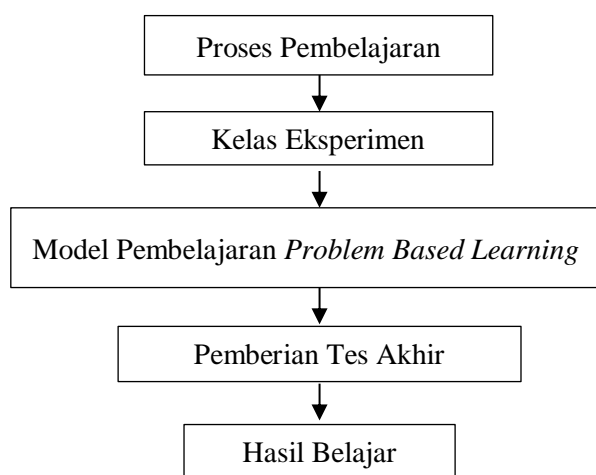 Proses Pembelajaran
Kelas Eksperimen
Model Pembelajaran Problem Based Learning
Pemberian Tes Akhir
Hasil Belajar